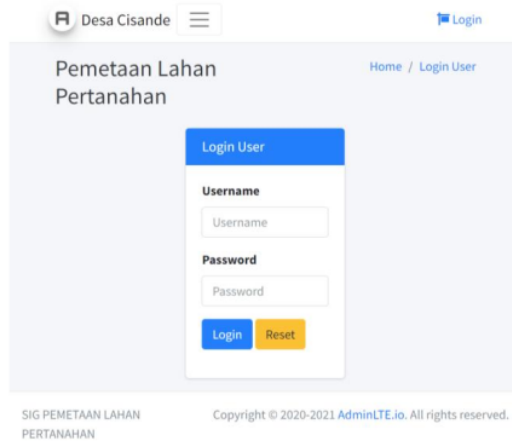 Desa Cisande
Login
Pemetaan Lahan
Pertanahan
Home / Login User
Login User
Username
Username
Password
Password
Login Reset
SIG PEMETAAN LAHAN
PERTANAHAN
Copyright © 2020-2021 AdminLTE.io. All rights reserved.